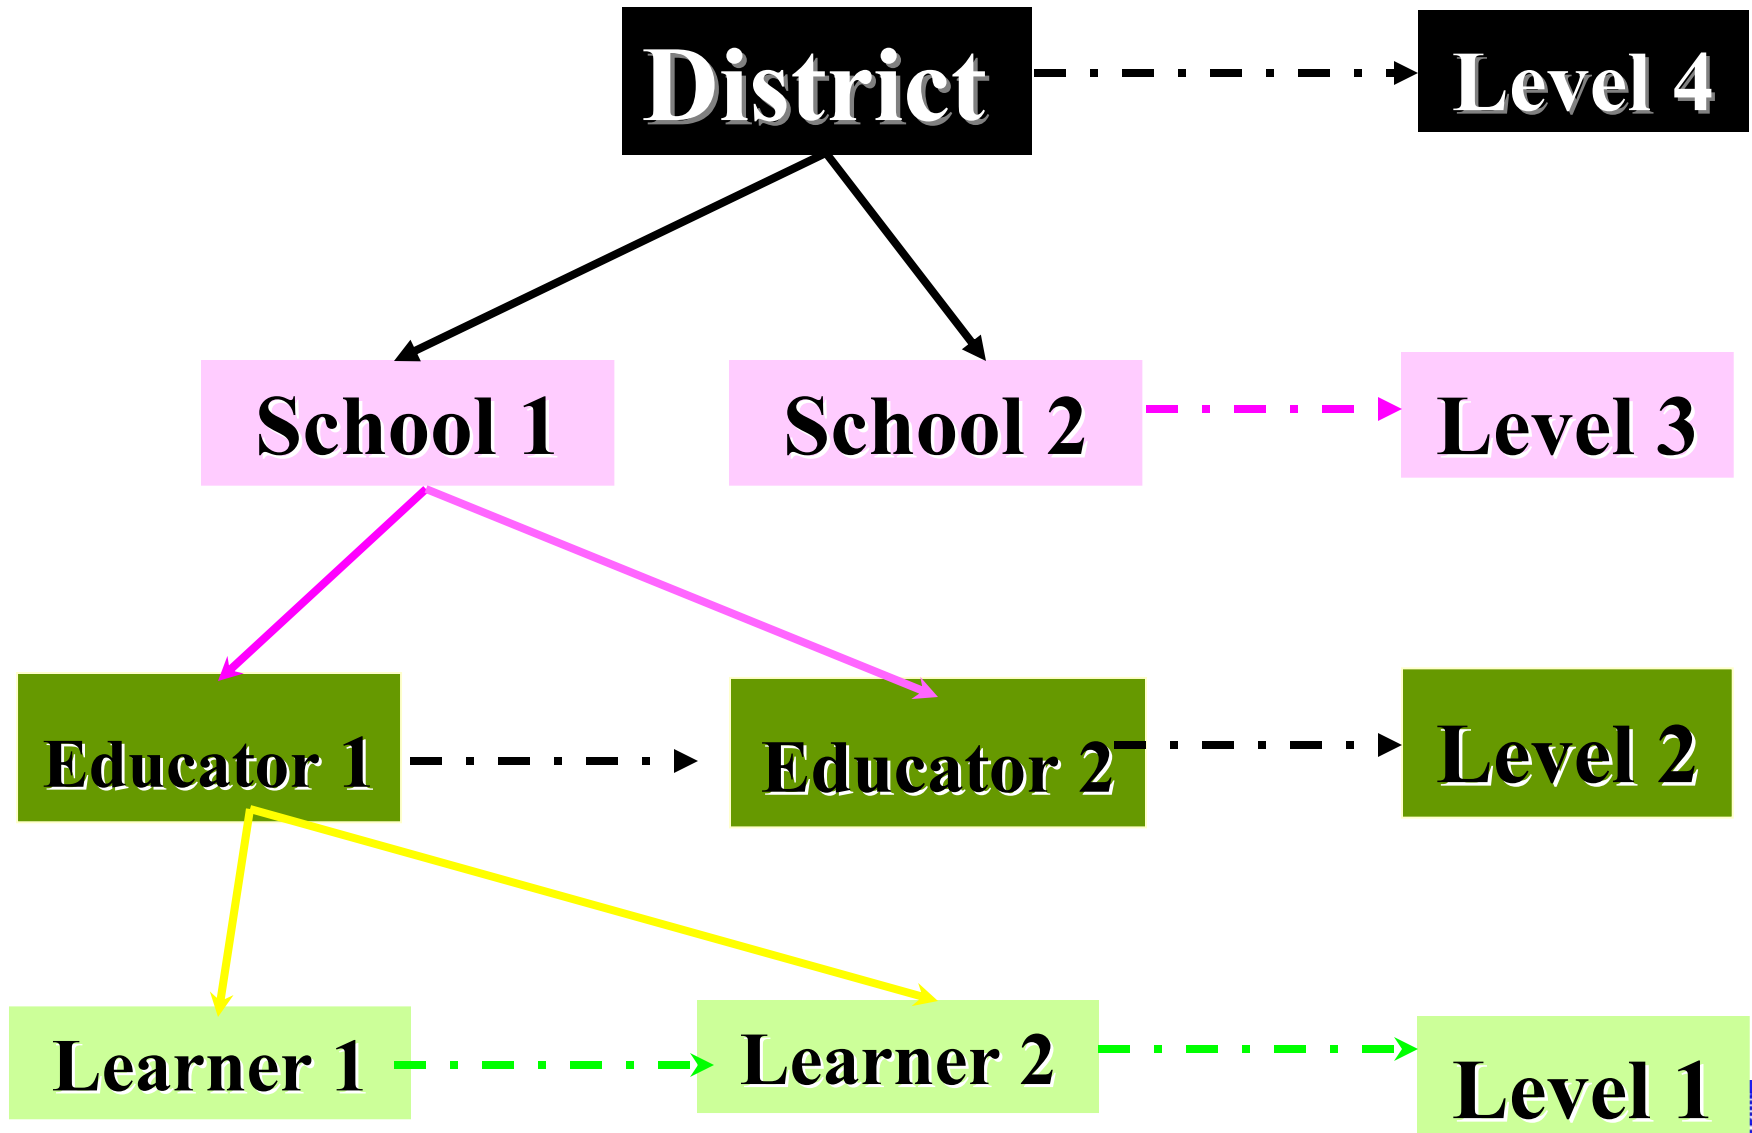 District
Level 4
School 1
School 2
Level 3
Educator 1
Educator 2
Level 2
Learner 1
Learner 2
Level 1